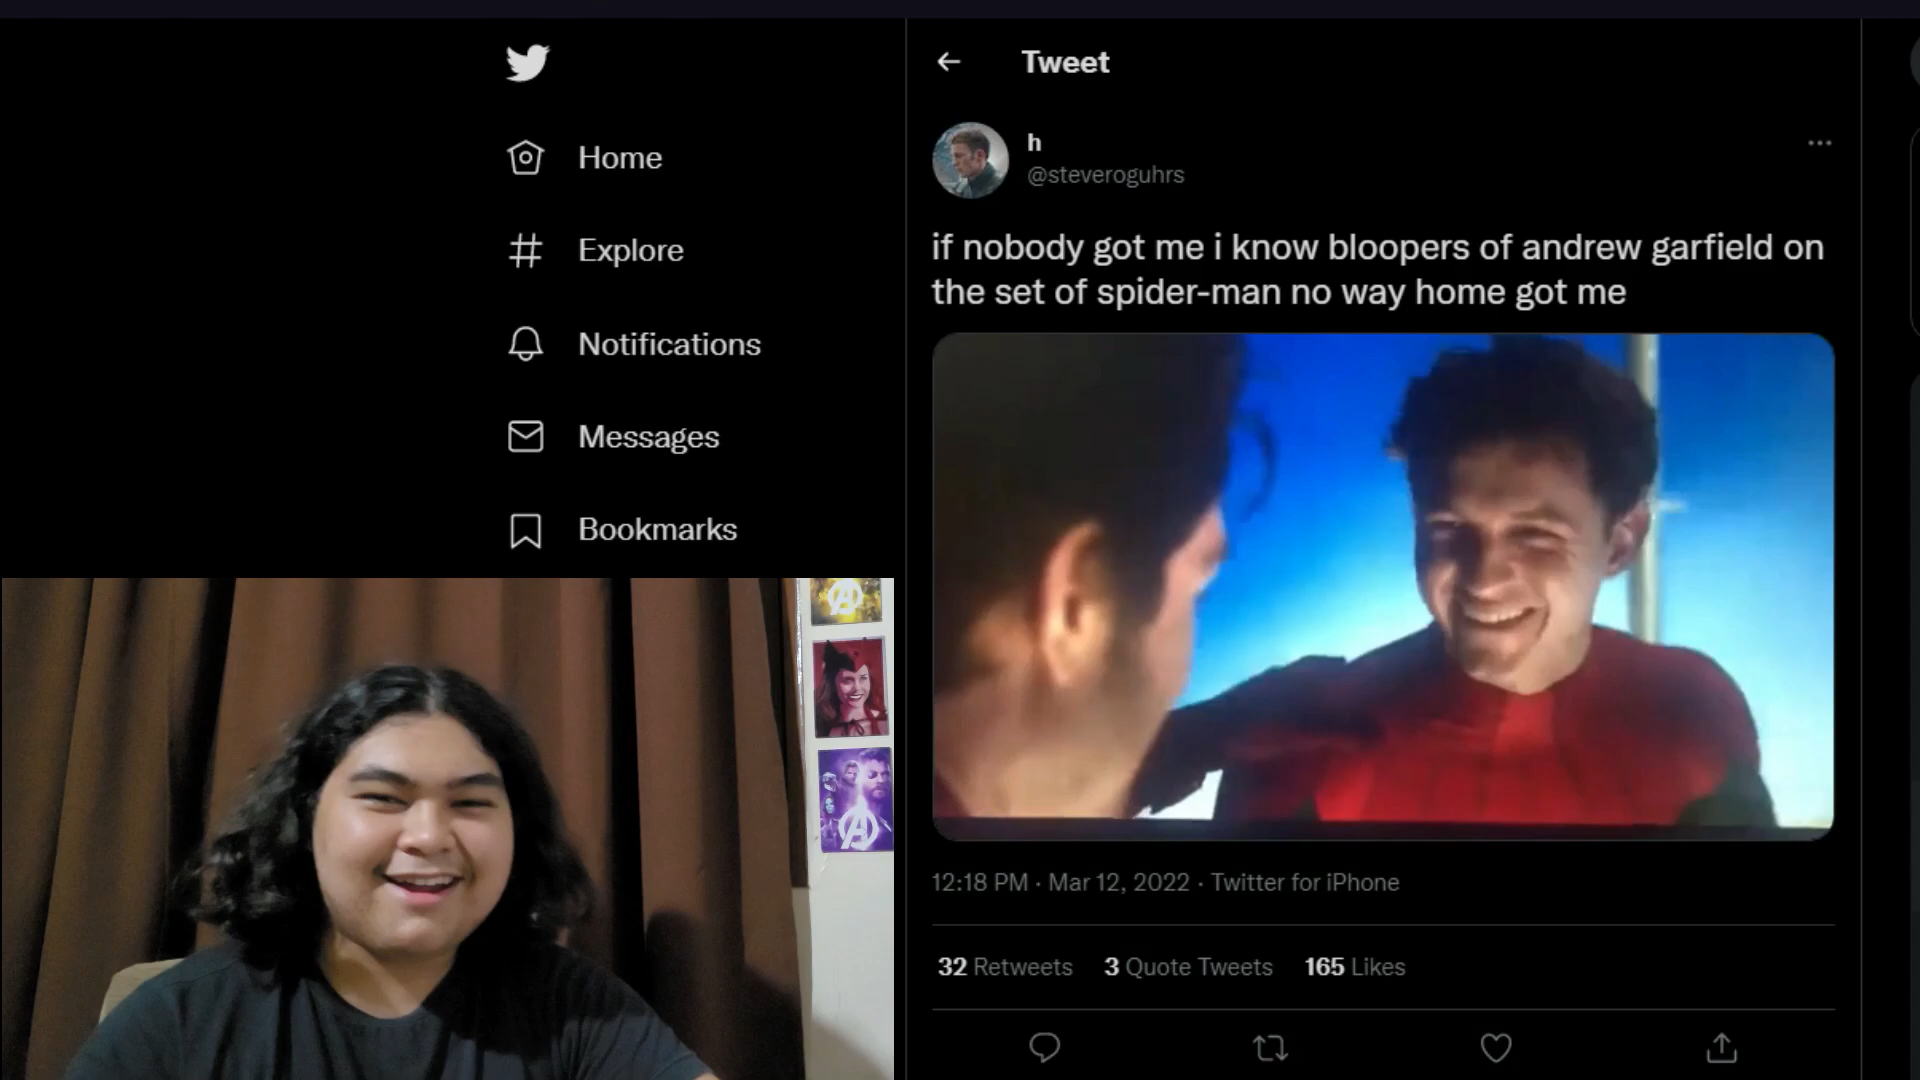 Home
Explore
Notifications
Messages
Bookmarks
Tweet
h
@steveroguhrs
if nobody got me i know bloopers of andrew garfield on
the set of spider-man no way home got me
12:18 PM · Mar 12, 2022 · Twitter for iPhone
32 Retweets 3 Quote Tweets 165 Likes